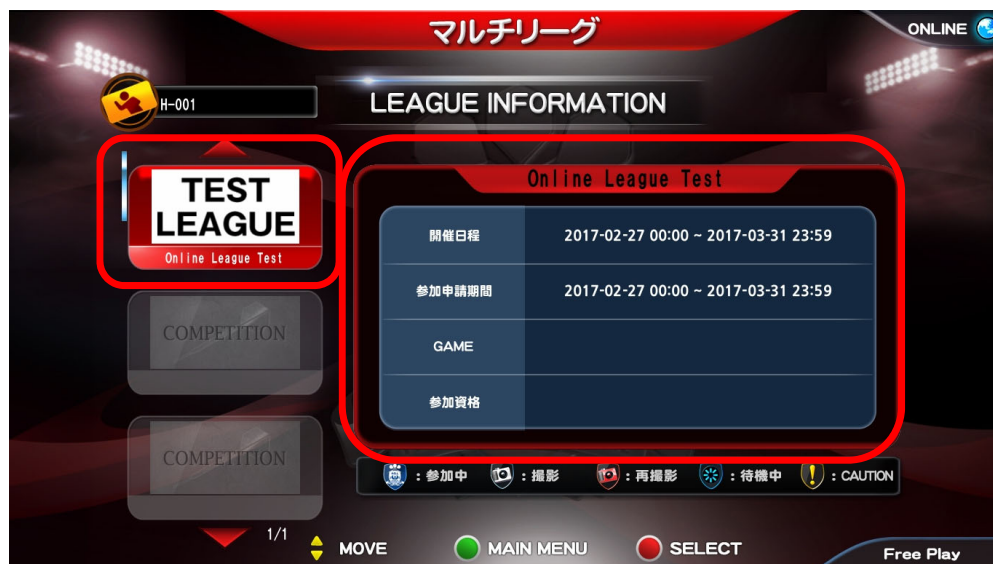 マルチリーグ
ONLINE
H-001
LEAGUE INFORMATION
TEST
LEAGUE
Online League Test
COMPETITION
COMPETITION
1/1
Online League Test
開催日程 2017-02-27 00:00 ~ 2017-03-31 23:59
参加申請期間 2017-02-27 00:00 ~ 2017-03-31 23:59
GAME
参加資格
:参加中 :撮影 :再撮影 :待機中 :CAUTION
MOVE MAIN MENU SELECT
Free Play